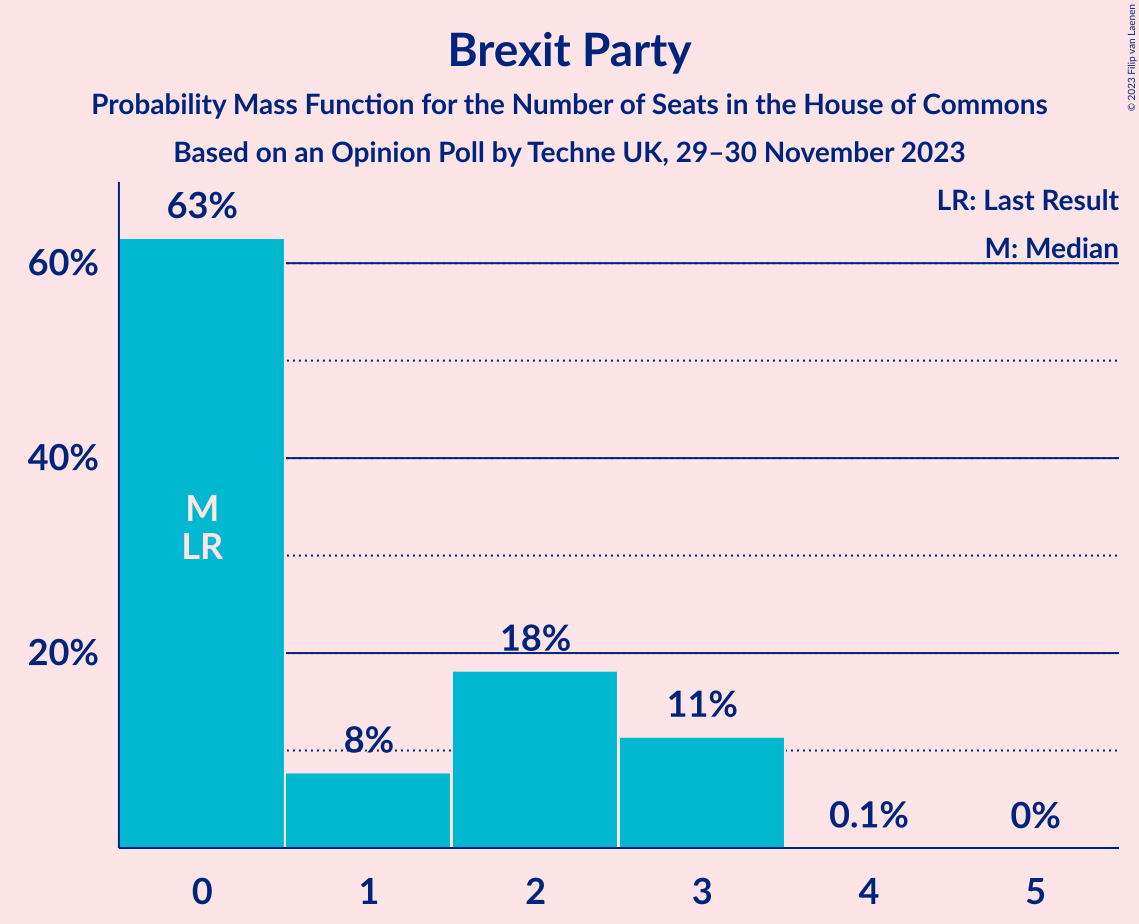 Brexit Party
Probability Mass Function for the Number of Seats in the House of Commons
Based on an Opinion Poll by Techne UK, 29–30 November 2023
© 2023 Filip van Laenen
LR: Last Result
M: Median
63%
60%
40%
20%
M
LR
8%
18%
11%
0.1%
0%
0 1 2 3 4 5